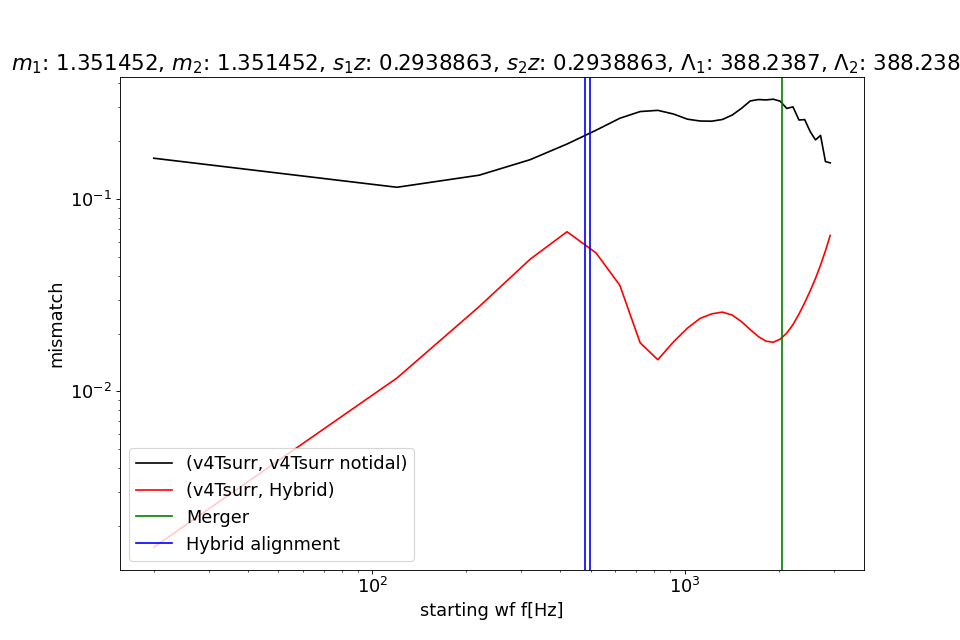 m₁: 1.351452, m₂: 1.351452, s₁z: 0.2938863, s₂z: 0.2938863, Λ₁: 388.2387, Λ₂: 388.238
mismatch
10⁻¹
10⁻²
(v4Tsurr, v4Tsurr notidal)
(v4Tsurr, Hybrid)
Merger
Hybrid alignment
10² 10³
starting wf f[Hz]